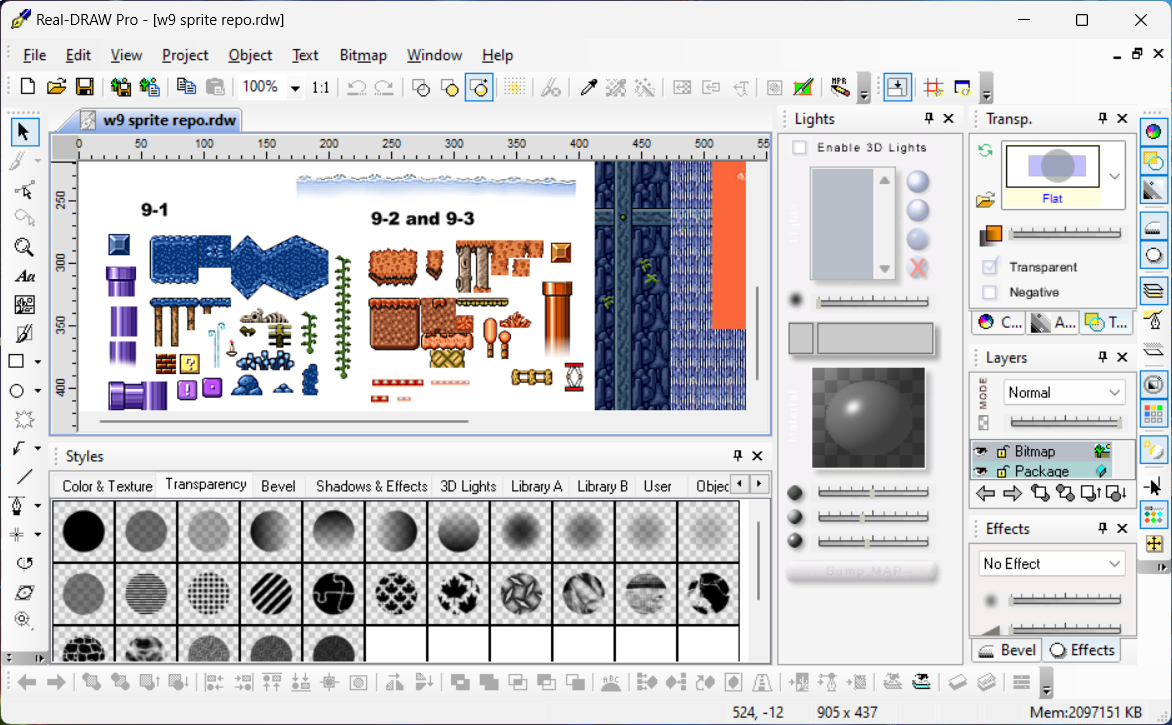 Real-DRAW Pro - [w9 sprite repo.rdw]
File Edit View Project Object Text Bitmap Window Help
100% 1:1
w9 sprite repo.rdw
0 50 100 150 200 250 300 350 400 450 500 55
250
300
350
400
9-1
9-2 and 9-3
Lights
Enable 3D Lights
Lights
Material
Bump MAP
Transp.
Flat
Transparent
Negative
C... A... T...
Layers
MODE
Normal
Bitmap
Package
Effects
No Effect
Bevel Effects
Styles
Color & Texture Transparency Bevel Shadows & Effects 3D Lights Library A Library B User Objec
524, -12 905 x 437 Mem:2097151 KB